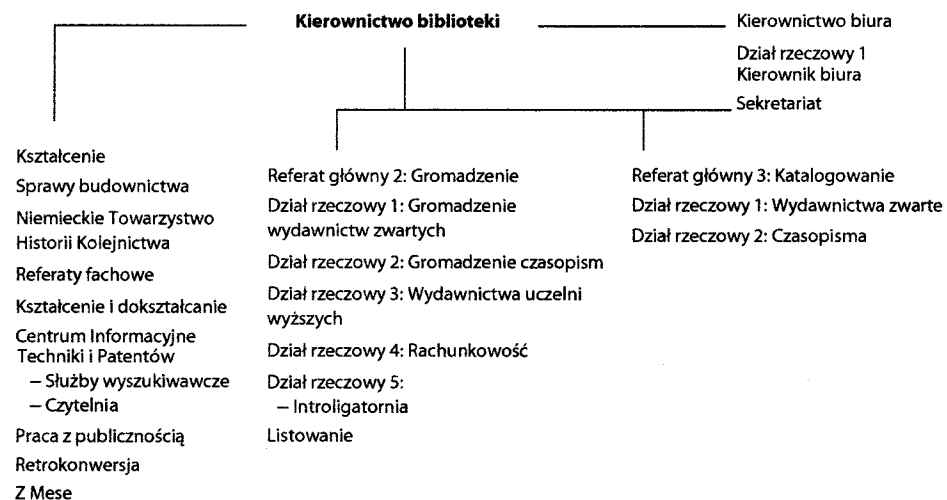 Kierownictwo biblioteki
Kierownictwo biura
Dział rzeczowy 1
Kierownik biura
Sekretariat
Kształcenie
Sprawy budownictwa
Niemieckie Towarzystwo
Historii Kolejnictwa
Referaty fachowe
Kształcenie i dokształcanie
Centrum Informacyjne
Techniki i Patentów
– Służby wyszukiwawcze
– Czytelnia
Praca z publicznością
Retrokonwersja
Z Mese
Referat główny 2: Gromadzenie
Dział rzeczowy 1: Gromadzenie
wydawnictw zwartych
Dział rzeczowy 2: Gromadzenie czasopism
Dział rzeczowy 3: Wydawnictwa uczelni
wyższych
Dział rzeczowy 4: Rachunkowość
Dział rzeczowy 5:
– Introligatornia
Listowanie
Referat główny 3: Katalogowanie
Dział rzeczowy 1: Wydawnictwa zwarte
Dział rzeczowy 2: Czasopisma